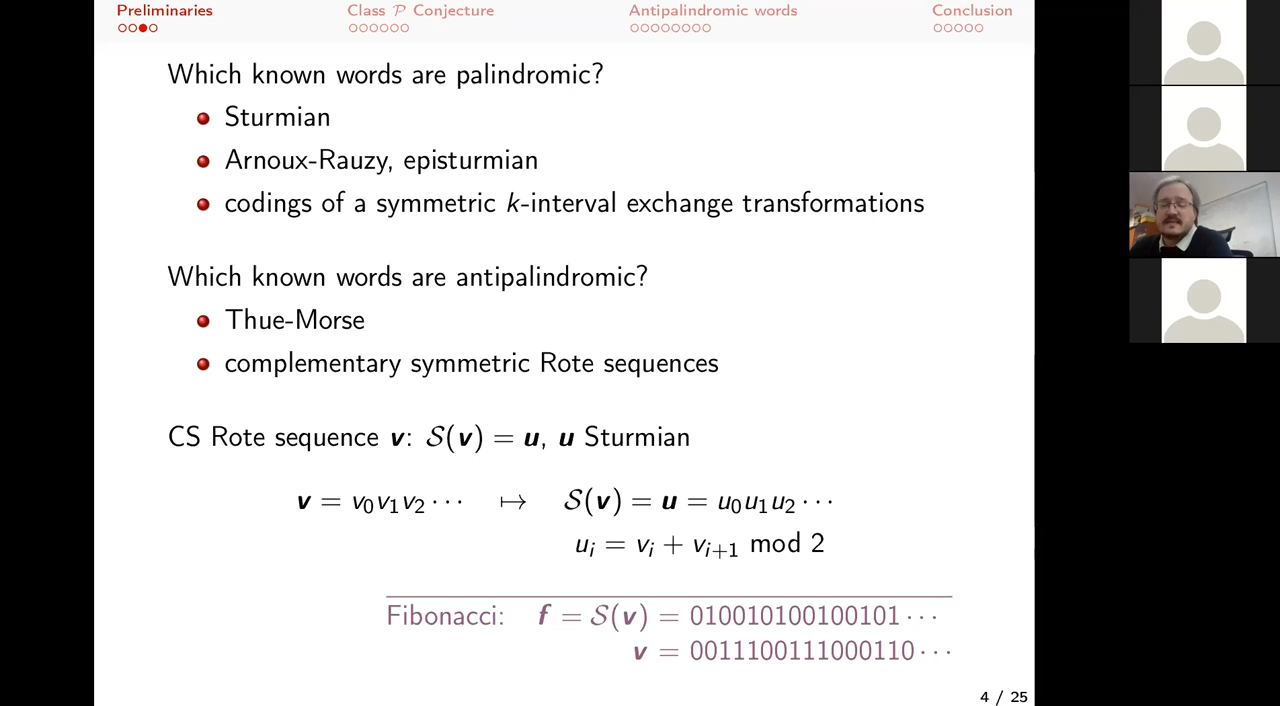 Preliminaries Class 𝒫 Conjecture Antipalindromic words Conclusion
Which known words are palindromic?
Sturmian
Arnoux-Rauzy, episturmian
codings of a symmetric k-interval exchange transformations
Which known words are antipalindromic?
Thue-Morse
complementary symmetric Rote sequences
CS Rote sequence v: 𝒮(v) = u, u Sturmian
v = v₀v₁v₂ ⋯ ↦ 𝒮(v) = u = u₀u₁u₂ ⋯
uᵢ = vᵢ + vᵢ₊₁ mod 2
Fibonacci: f = 𝒮(v) = 010010100100101 ⋯
v = 0011100111000110 ⋯
4 / 25